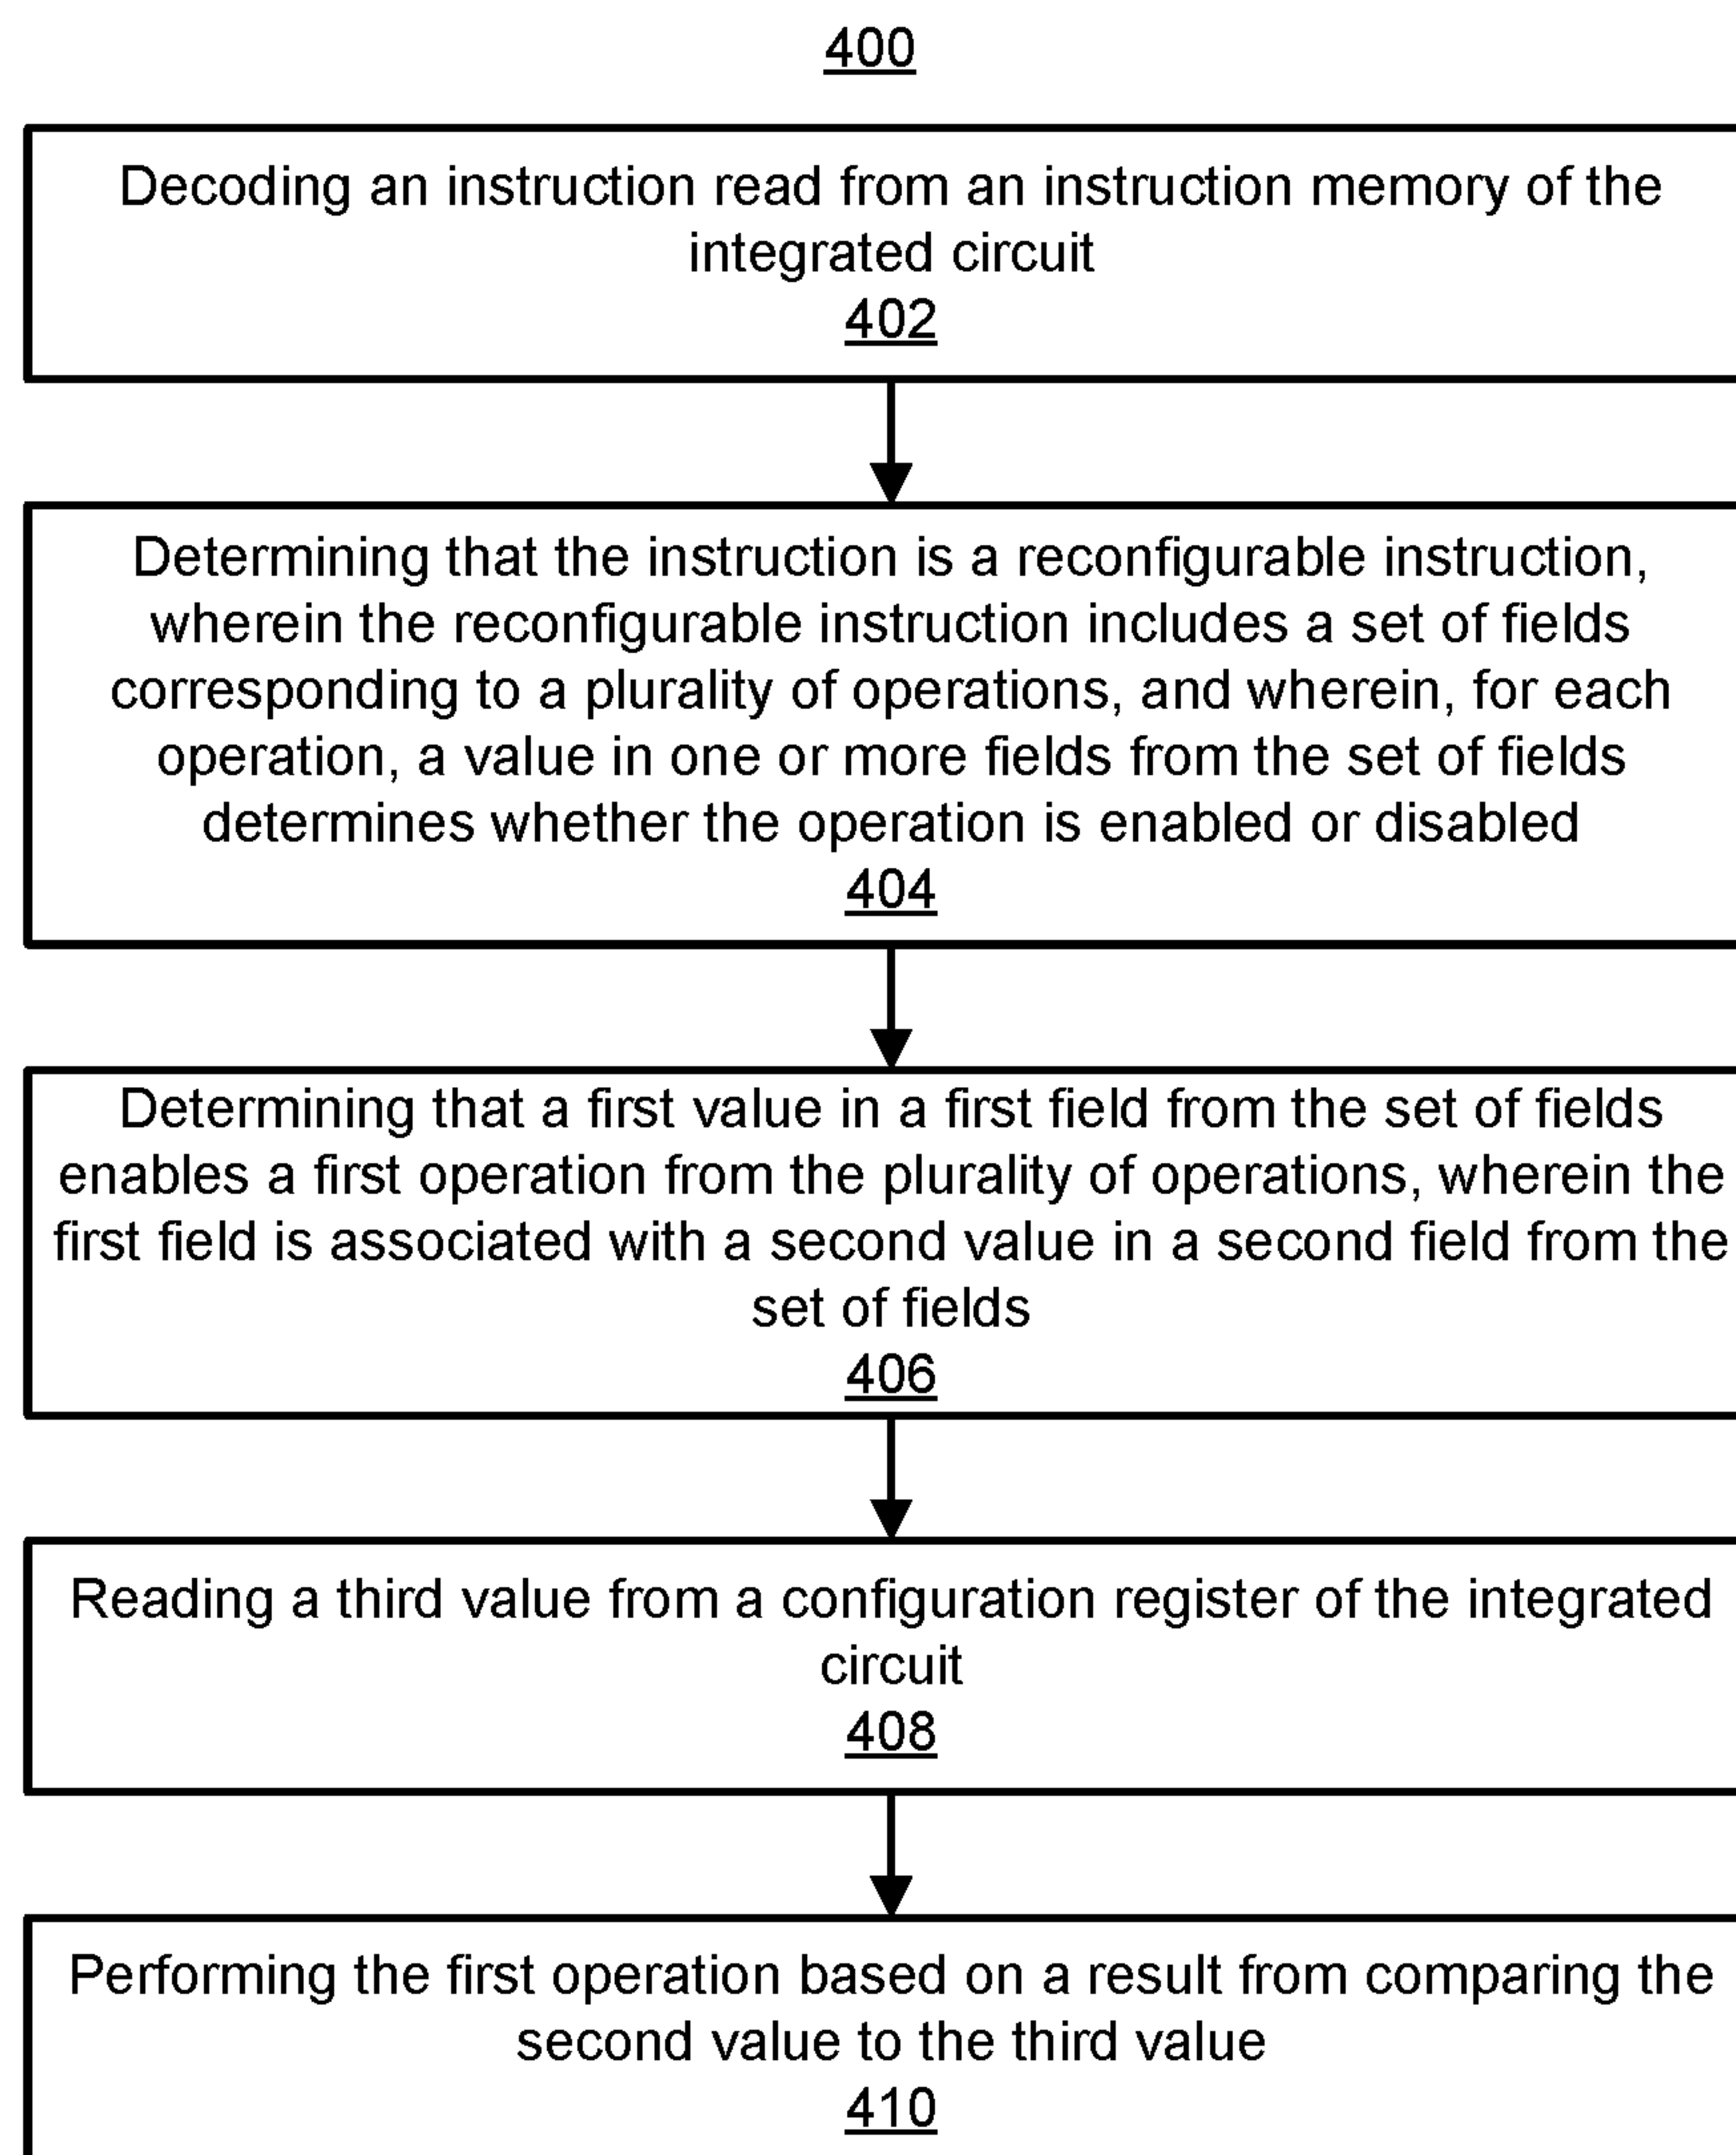 400
Decoding an instruction read from an instruction memory of the
integrated circuit
402
Determining that the instruction is a reconfigurable instruction,
wherein the reconfigurable instruction includes a set of fields
corresponding to a plurality of operations, and wherein, for each
operation, a value in one or more fields from the set of fields
determines whether the operation is enabled or disabled
404
Determining that a first value in a first field from the set of fields
enables a first operation from the plurality of operations, wherein the
first field is associated with a second value in a second field from the
set of fields
406
Reading a third value from a configuration register of the integrated
circuit
408
Performing the first operation based on a result from comparing the
second value to the third value
410